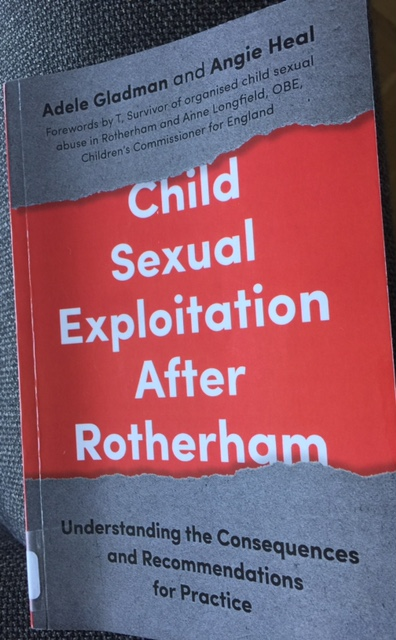 Adele Gladman and Angie Heal
Forewords by T, Survivor of organised child sexual
abuse in Rotherham and Anne Longfield, OBE,
Children's Commissioner for England
Child
Sexual
Exploitation
After
Rotherham
Understanding the Consequences
and Recommendations
for Practice